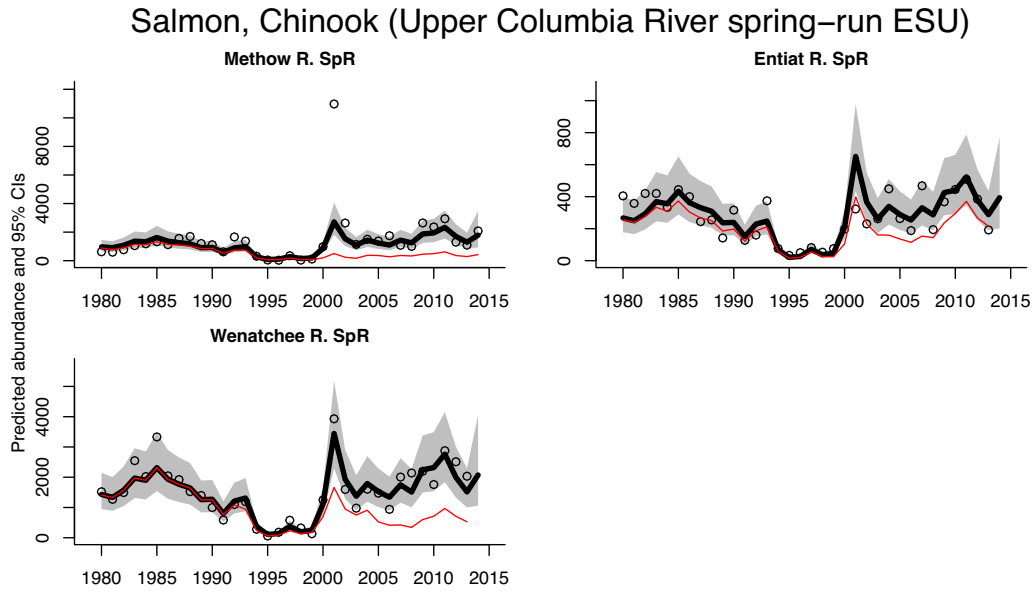 Salmon, Chinook (Upper Columbia River spring−run ESU)
Methow R. SpR
0 4000 8000
1980 1985 1990 1995 2000 2005 2010 2015
Entiat R. SpR
0 400 800
1980 1985 1990 1995 2000 2005 2010 2015
Wenatchee R. SpR
0 2000 4000
1980 1985 1990 1995 2000 2005 2010 2015
Predicted abundance and 95% CIs